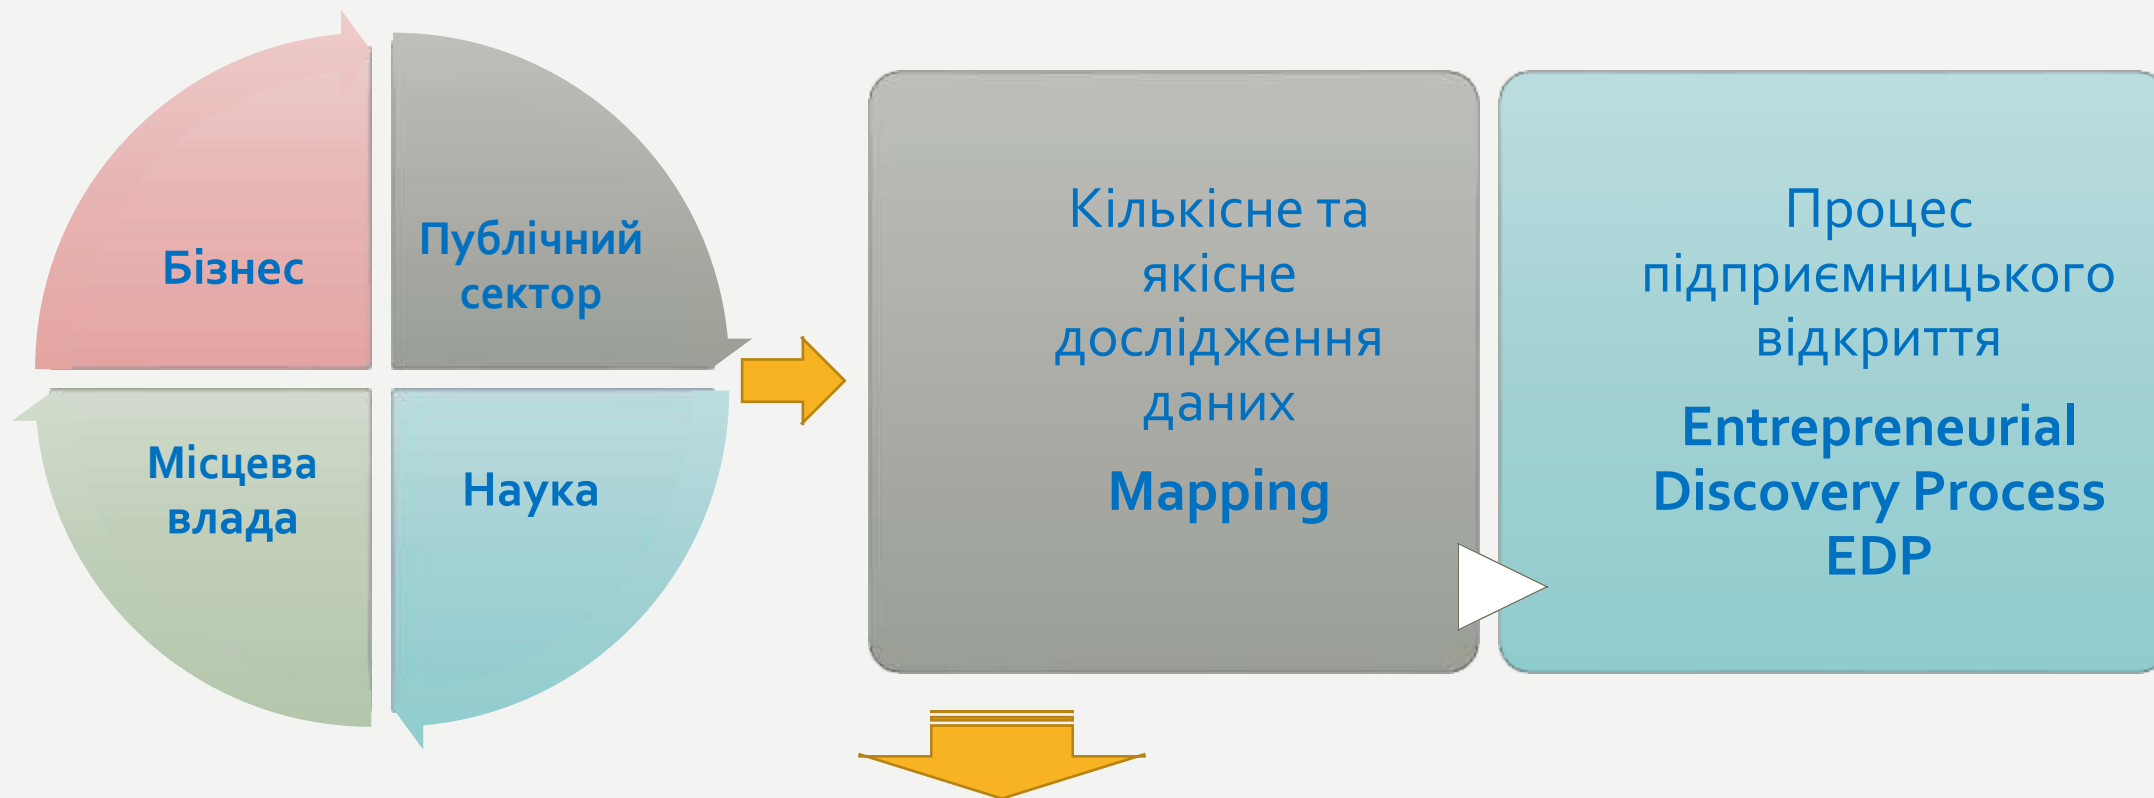 Бізнес
Публічний
сектор
Місцева
влада
Наука
Кількісне та
якісне
дослідження
даних
Mapping
Процес
підприємницького
відкриття
Entrepreneurial
Discovery Process
EDP